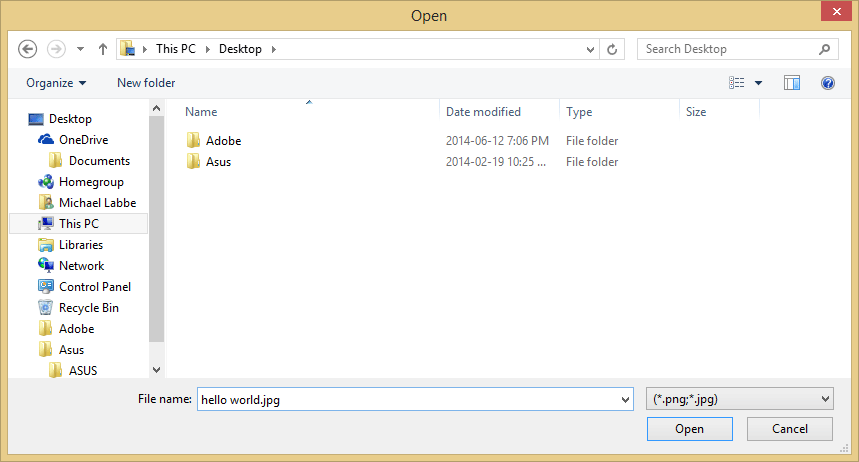 Open
This PC Desktop Search Desktop
Organize New folder
Name Date modified Type Size
Desktop
OneDrive
Documents
Homegroup
Michael Labbe
This PC
Libraries
Network
Control Panel
Recycle Bin
Adobe
Asus
ASUS
Adobe 2014-06-12 7:06 PM File folder
Asus 2014-02-19 10:25 ... File folder
File name: hello world.jpg (*.png;*.jpg)
Open Cancel